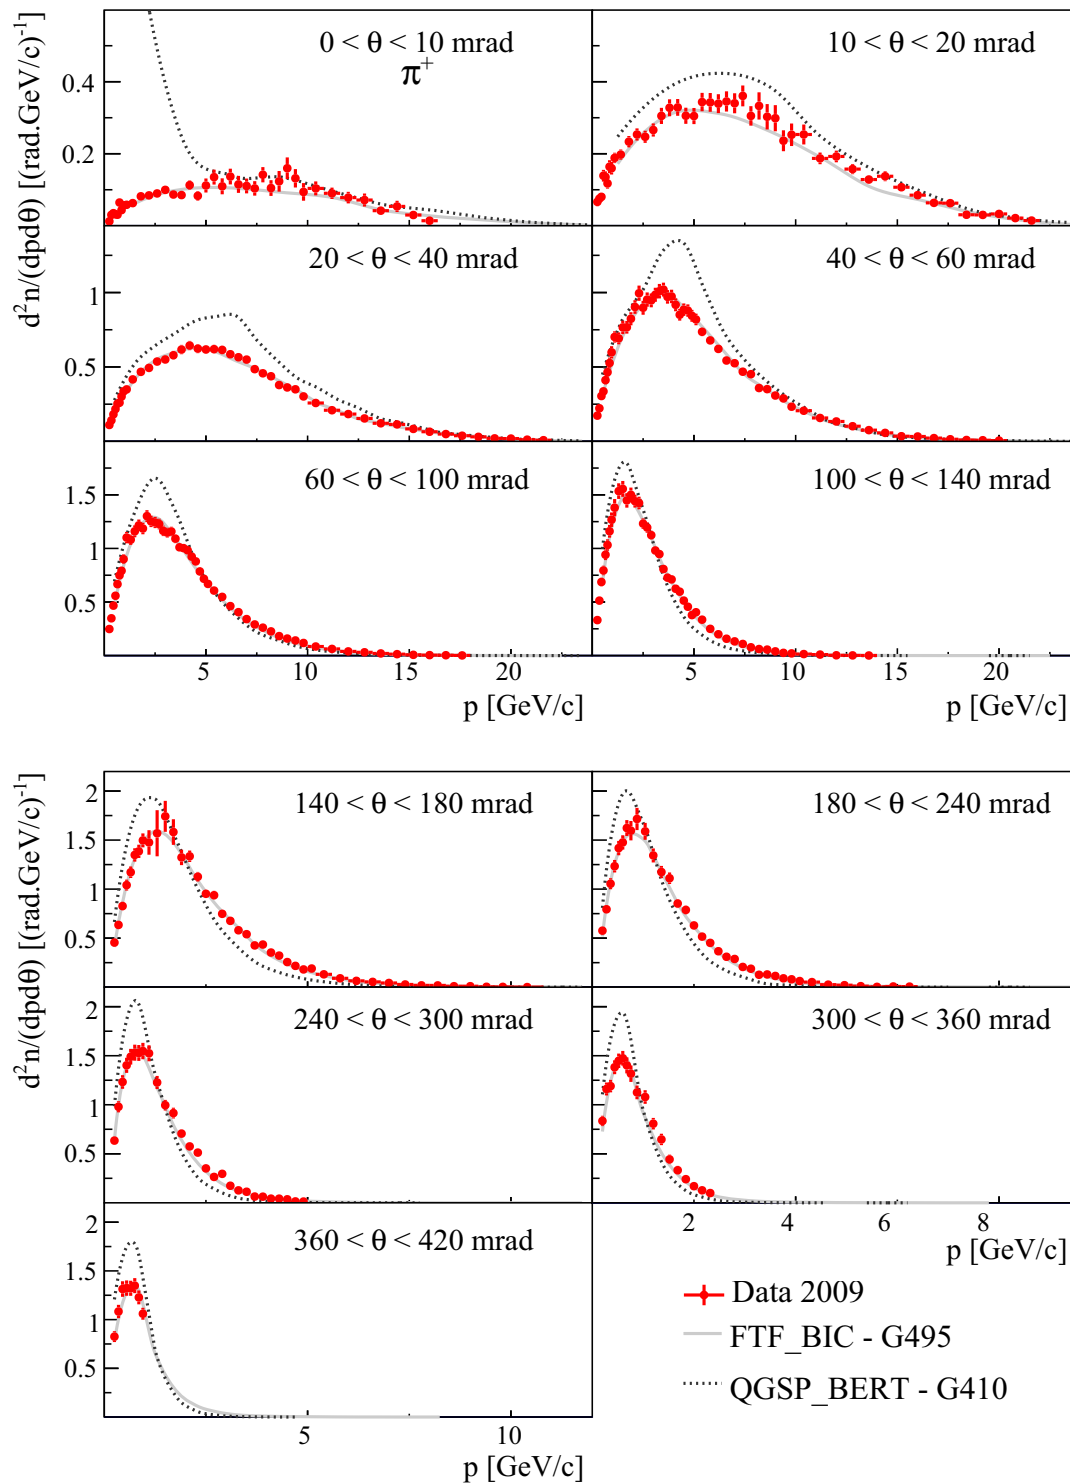 d²n/(dpdθ) [(rad.GeV/c)⁻¹]
0 < θ < 10 mrad
π⁺
10 < θ < 20 mrad
0.4
0.2
20 < θ < 40 mrad
40 < θ < 60 mrad
1
0.5
60 < θ < 100 mrad
100 < θ < 140 mrad
1.5
1
0.5
5 10 15 20
5 10 15 20
p [GeV/c]
p [GeV/c]
d²n/(dpdθ) [(rad.GeV/c)⁻¹]
140 < θ < 180 mrad
180 < θ < 240 mrad
2
1.5
1
0.5
240 < θ < 300 mrad
300 < θ < 360 mrad
2
1.5
1
0.5
2 4 6 8
p [GeV/c]
360 < θ < 420 mrad
2
1.5
1
0.5
5 10
p [GeV/c]
Data 2009
FTF_BIC - G495
QGSP_BERT - G410